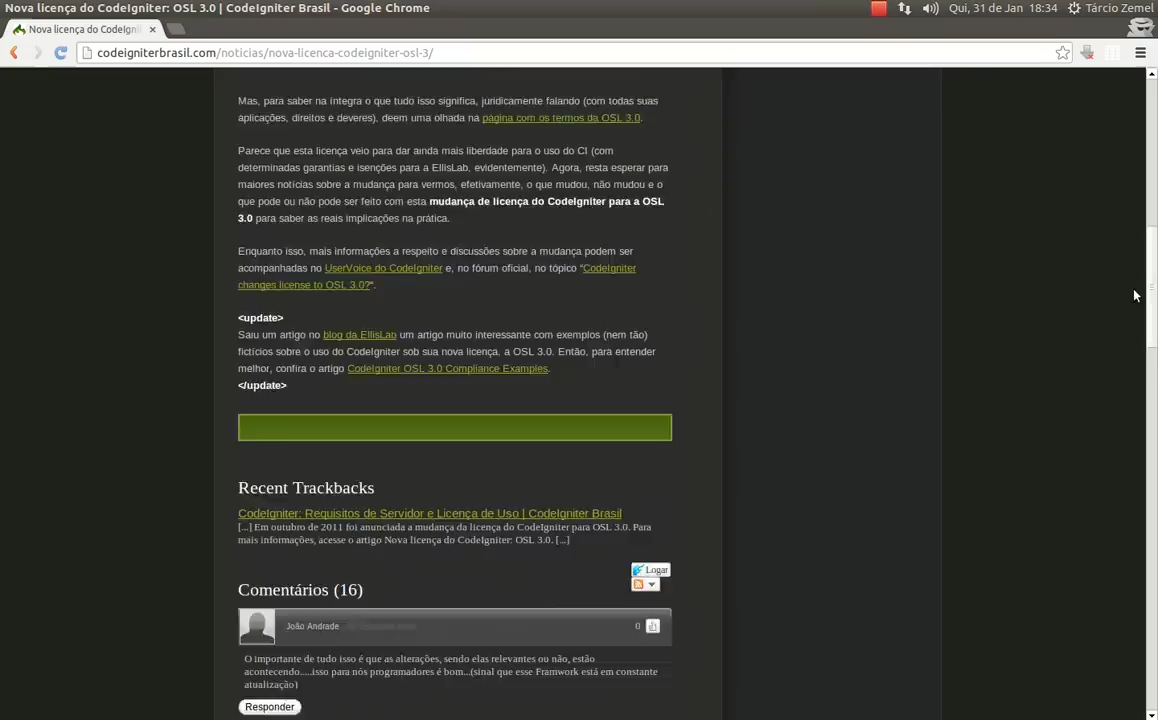 Nova licença do CodeIgniter: OSL 3.0 | CodeIgniter Brasil - Google Chrome
Qui, 31 de Jan 18:34 Tárcio Zemel
Nova licença do CodeIgni
codeigniterbrasil.com/noticias/nova-licenca-codeigniter-osl-3/
Mas, para saber na íntegra o que tudo isso significa, juridicamente falando (com todas suas
aplicações, direitos e deveres), deem uma olhada na página com os termos da OSL 3.0.
Parece que esta licença veio para dar ainda mais liberdade para o uso do CI (com
determinadas garantias e isenções para a EllisLab, evidentemente). Agora, resta esperar para
maiores notícias sobre a mudança para vermos, efetivamente, o que mudou, não mudou e o
que pode ou não pode ser feito com esta mudança de licença do CodeIgniter para a OSL
3.0 para saber as reais implicações na prática.
Enquanto isso, mais informações a respeito e discussões sobre a mudança podem ser
acompanhadas no UserVoice do CodeIgniter e, no fórum oficial, no tópico “CodeIgniter
changes license to OSL 3.0?“.
<update>
Saiu um artigo no blog da EllisLab um artigo muito interessante com exemplos (nem tão)
fictícios sobre o uso do CodeIgniter sob sua nova licença, a OSL 3.0. Então, para entender
melhor, confira o artigo CodeIgniter OSL 3.0 Compliance Examples.
</update>
Recent Trackbacks
CodeIgniter: Requisitos de Servidor e Licença de Uso | CodeIgniter Brasil
[...] Em outubro de 2011 foi anunciada a mudança da licença do CodeIgniter para OSL 3.0. Para
mais informações, acesse o artigo Nova licença do CodeIgniter: OSL 3.0. [...]
Logar
Comentários (16)
João Andrade
0
O importante de tudo isso é que as alterações, sendo elas relevantes ou não, estão
acontecendo.....isso para nós programadores é bom...(sinal que esse Framwork está em constante
atualização)
Responder